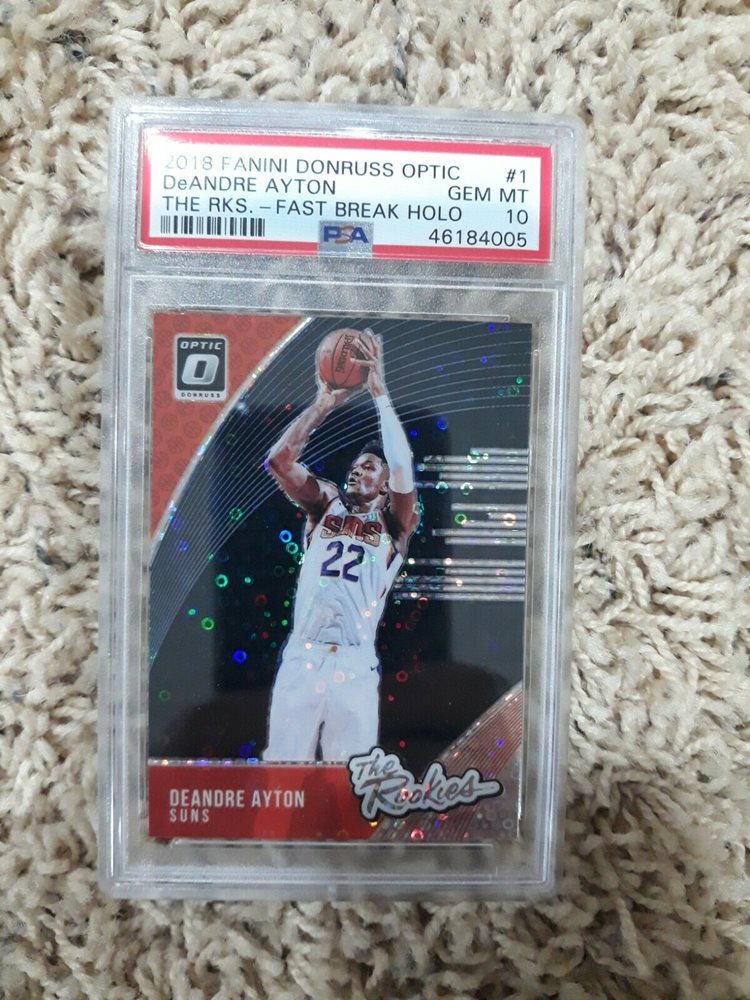 2018 PANINI DONRUSS OPTIC #1
DeANDRE AYTON GEM MT
THE RKS. – FAST BREAK HOLO 10
PSA 46184005
OPTIC
O
DONRUSS
Spalding
SUNS
22
The
Rookies
DEANDRE AYTON
SUNS